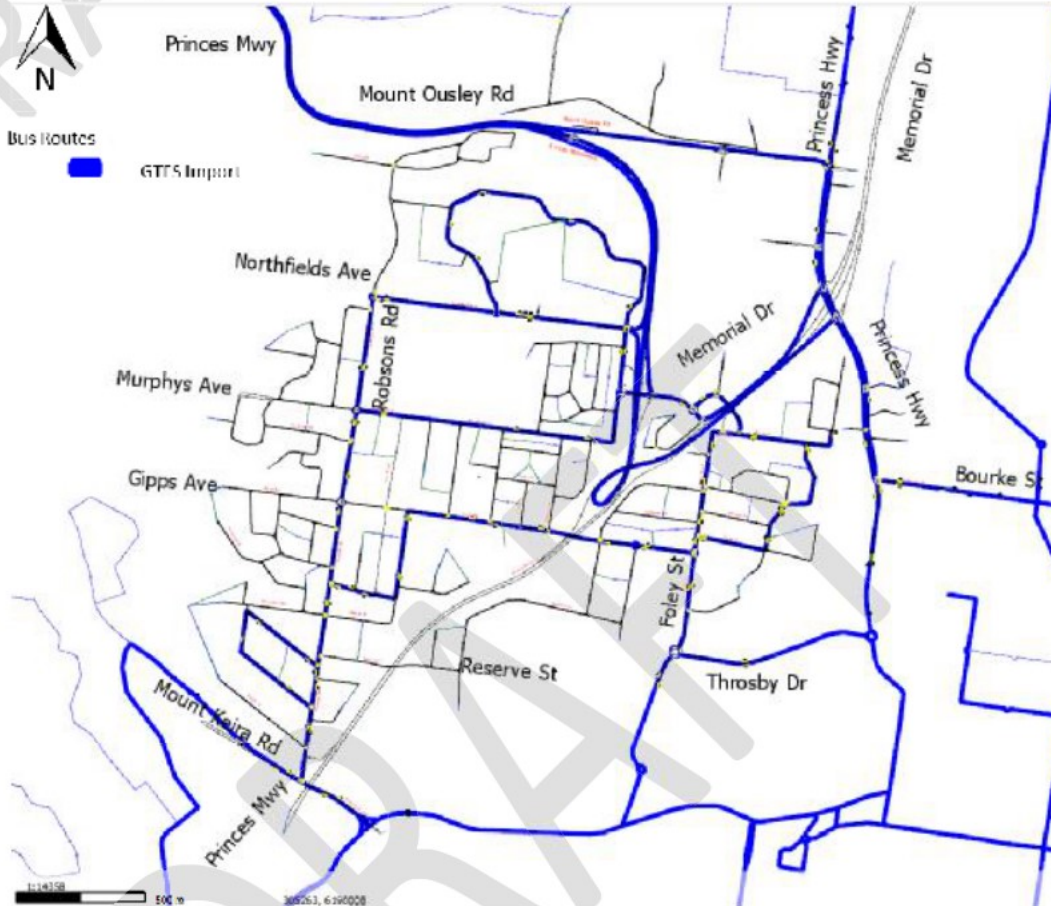 Princes Mwy
N
Mount Ousley Rd
Princess Hwy
Memorial Dr
Bus Routes
GTFS Import
Northfields Ave
Robsons Rd
Memorial Dr
Princess Hwy
Murphys Ave
Gipps Ave
Bourke S
Foley St
Reserve St
Throsby Dr
Mount Keira Rd
Princes Mwy
1:14358
500 m
DRAFT